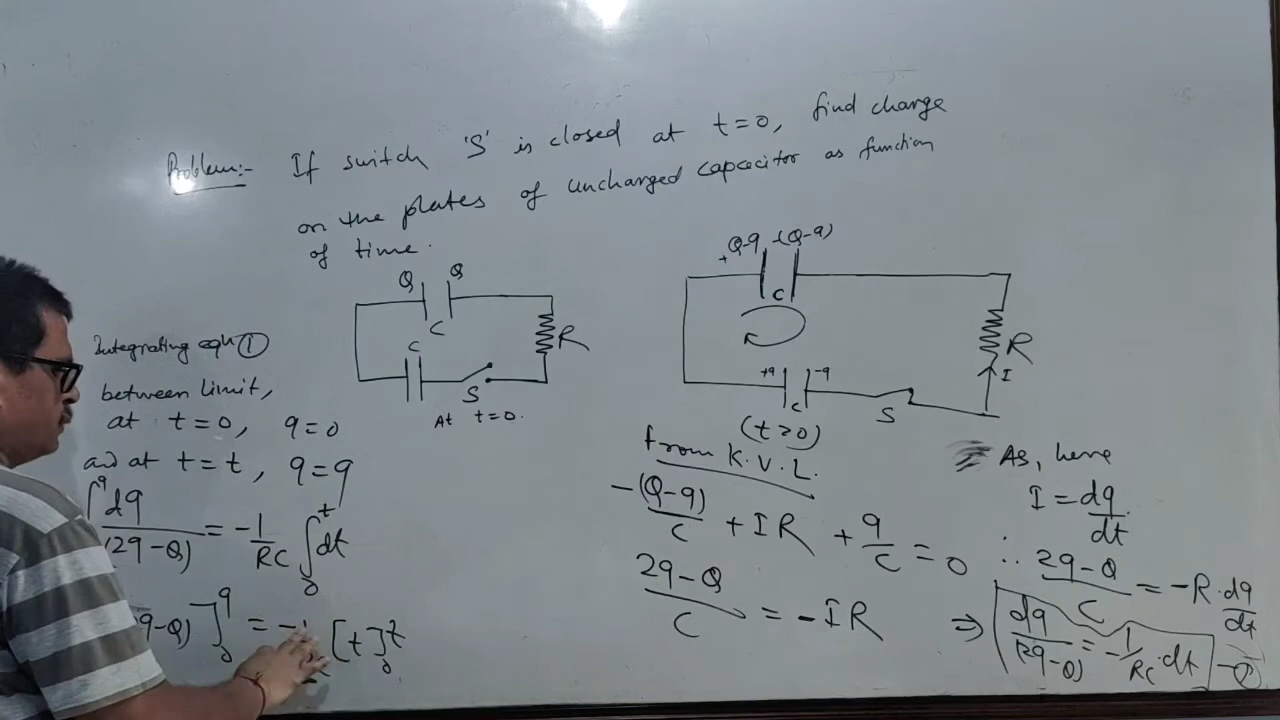 Problem:- If switch 'S' is closed at t=0, find charge
on the plates of uncharged capacitor as function
of time.
Q Q
C
R
C
S
At t=0.
Q-q -(Q-q)
+
C
R
I
+q -q
C
S
(t>0)
Integrating eqn ①
between limit,
at t=0, q=0
and at t=t, q=q
∫^q dq/(2q-Q) = -1/RC ∫₀^t dt
q-Q) ]₀^q = -1 [t]₀^t
From K.V.L.
-(Q-q)/C + IR + q/C = 0
2q-Q/C = -IR
As, here
I = dq/dt
∴ 2q-Q/C = -R.dq/dt
⇒ dq/(2q-Q) = -1/RC.dt -①